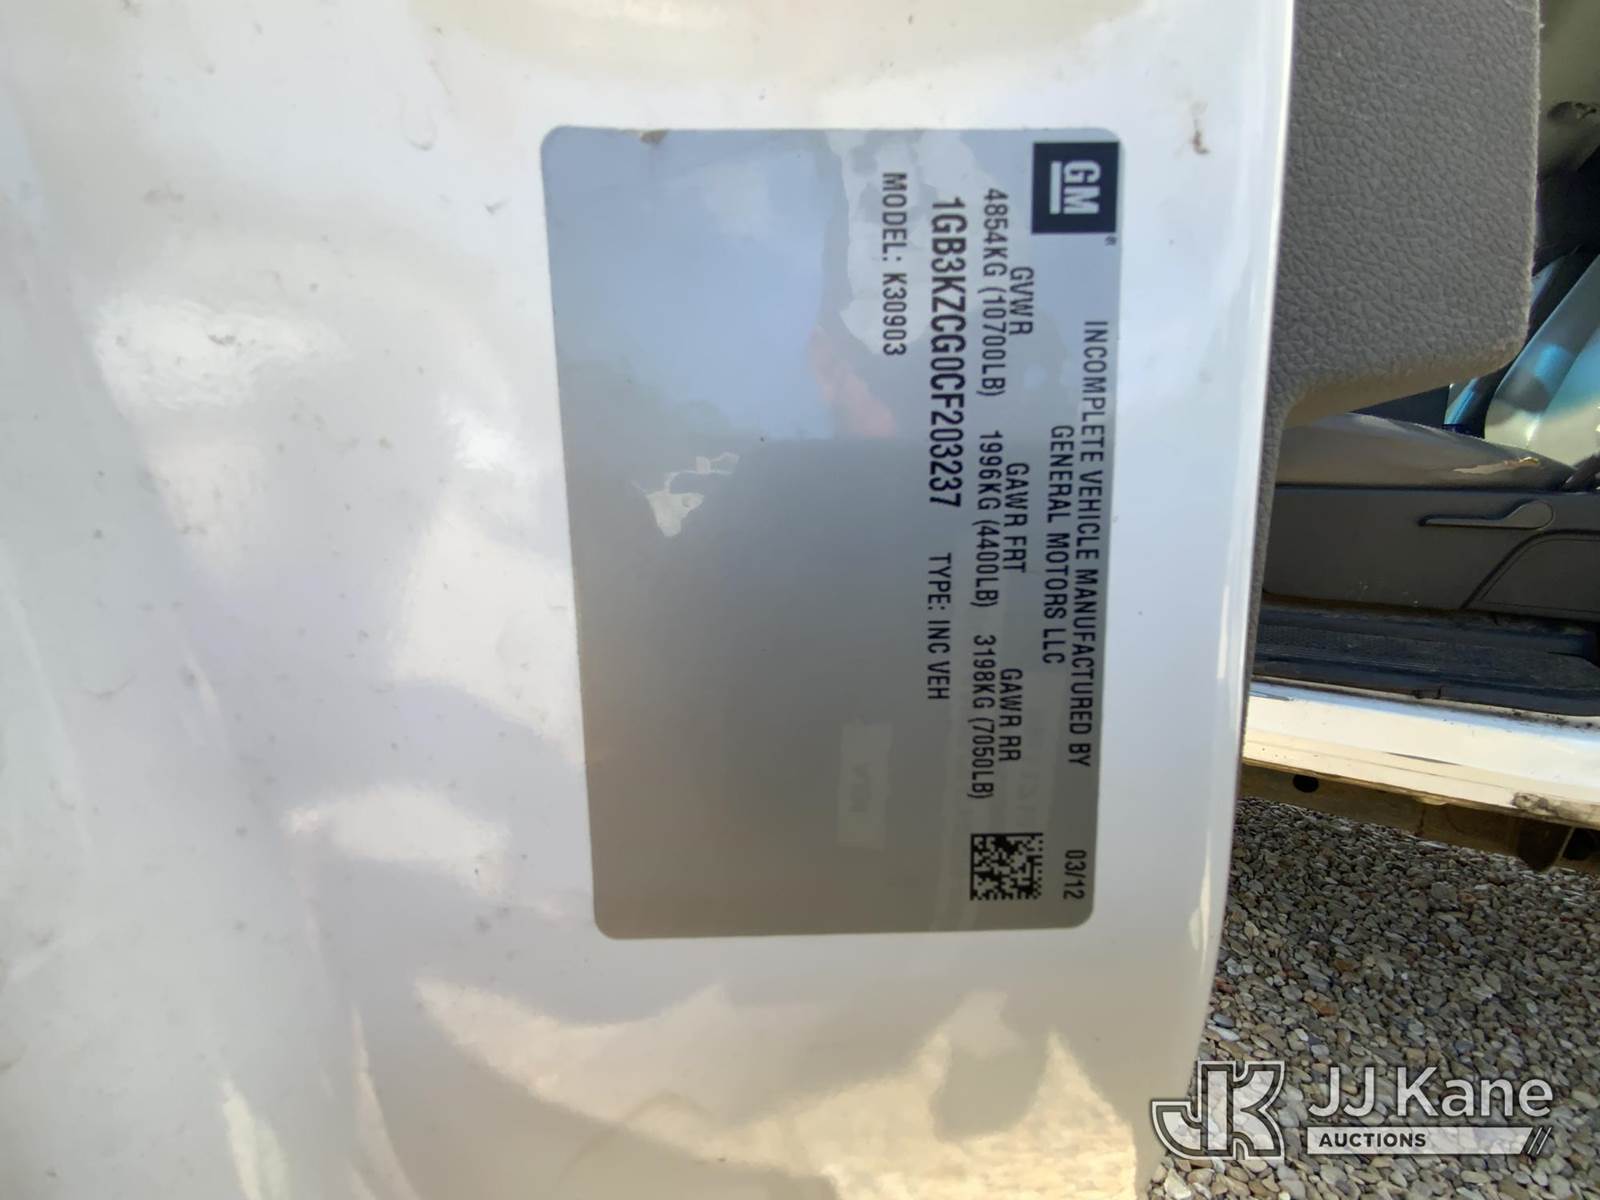 GM
INCOMPLETE VEHICLE MANUFACTURED BY
GENERAL MOTORS LLC
03/12
GVWR GAWR FRT GAWR RR
4854KG (10700LB) 1996KG (4400LB) 3198KG (7050LB)
1GB3KZCG0CF203237 TYPE: INC VEH
MODEL: K30903
JK JJ Kane
AUCTIONS